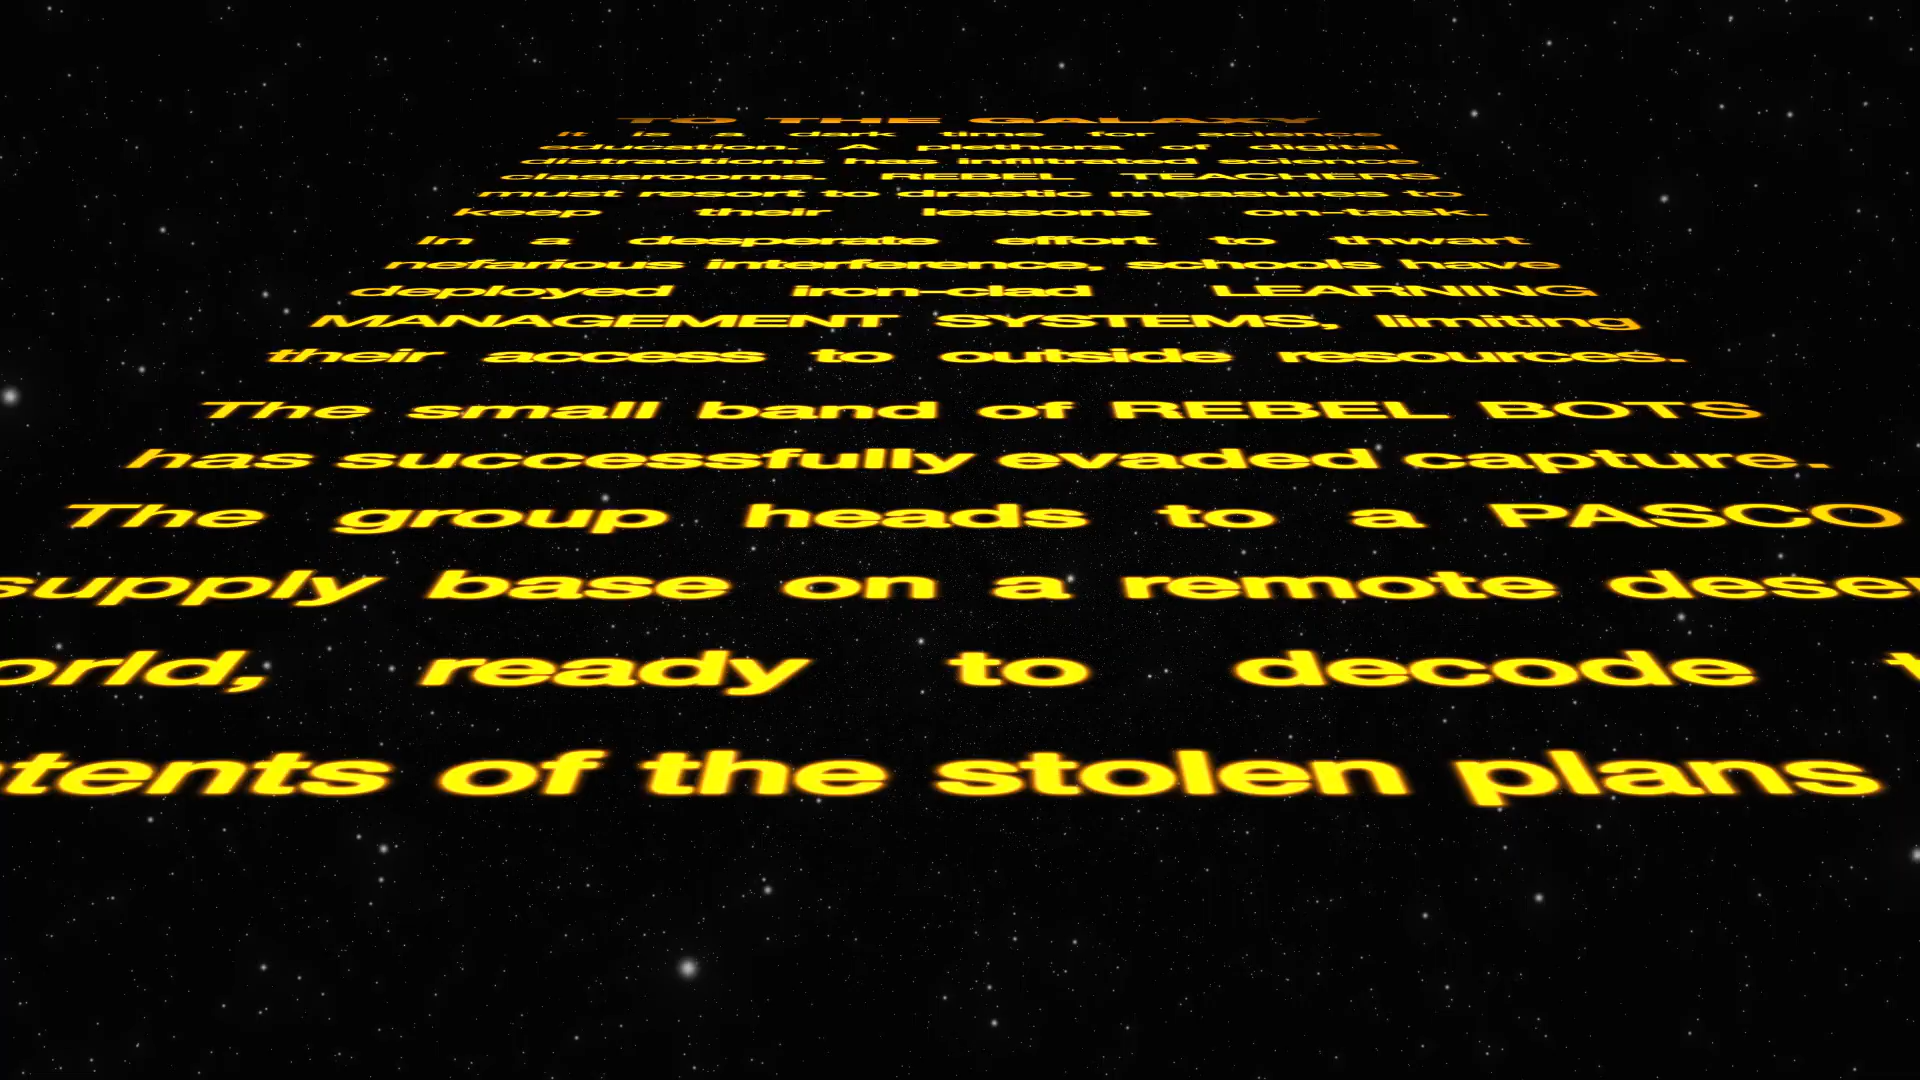 TO THE GALAXY
It is a dark time for science
education. A plethora of digital
distractions has infiltrated science
classrooms. REBEL TEACHERS
must resort to drastic measures to
keep their lessons on-task.
In a desperate effort to thwart
nefarious interference, schools have
deployed iron-clad LEARNING
MANAGEMENT SYSTEMS, limiting
their access to outside resources.
The small band of REBEL BOTS
has successfully evaded capture.
The group heads to a PASCO
supply base on a remote deser
orld, ready to decode t
tents of the stolen plans